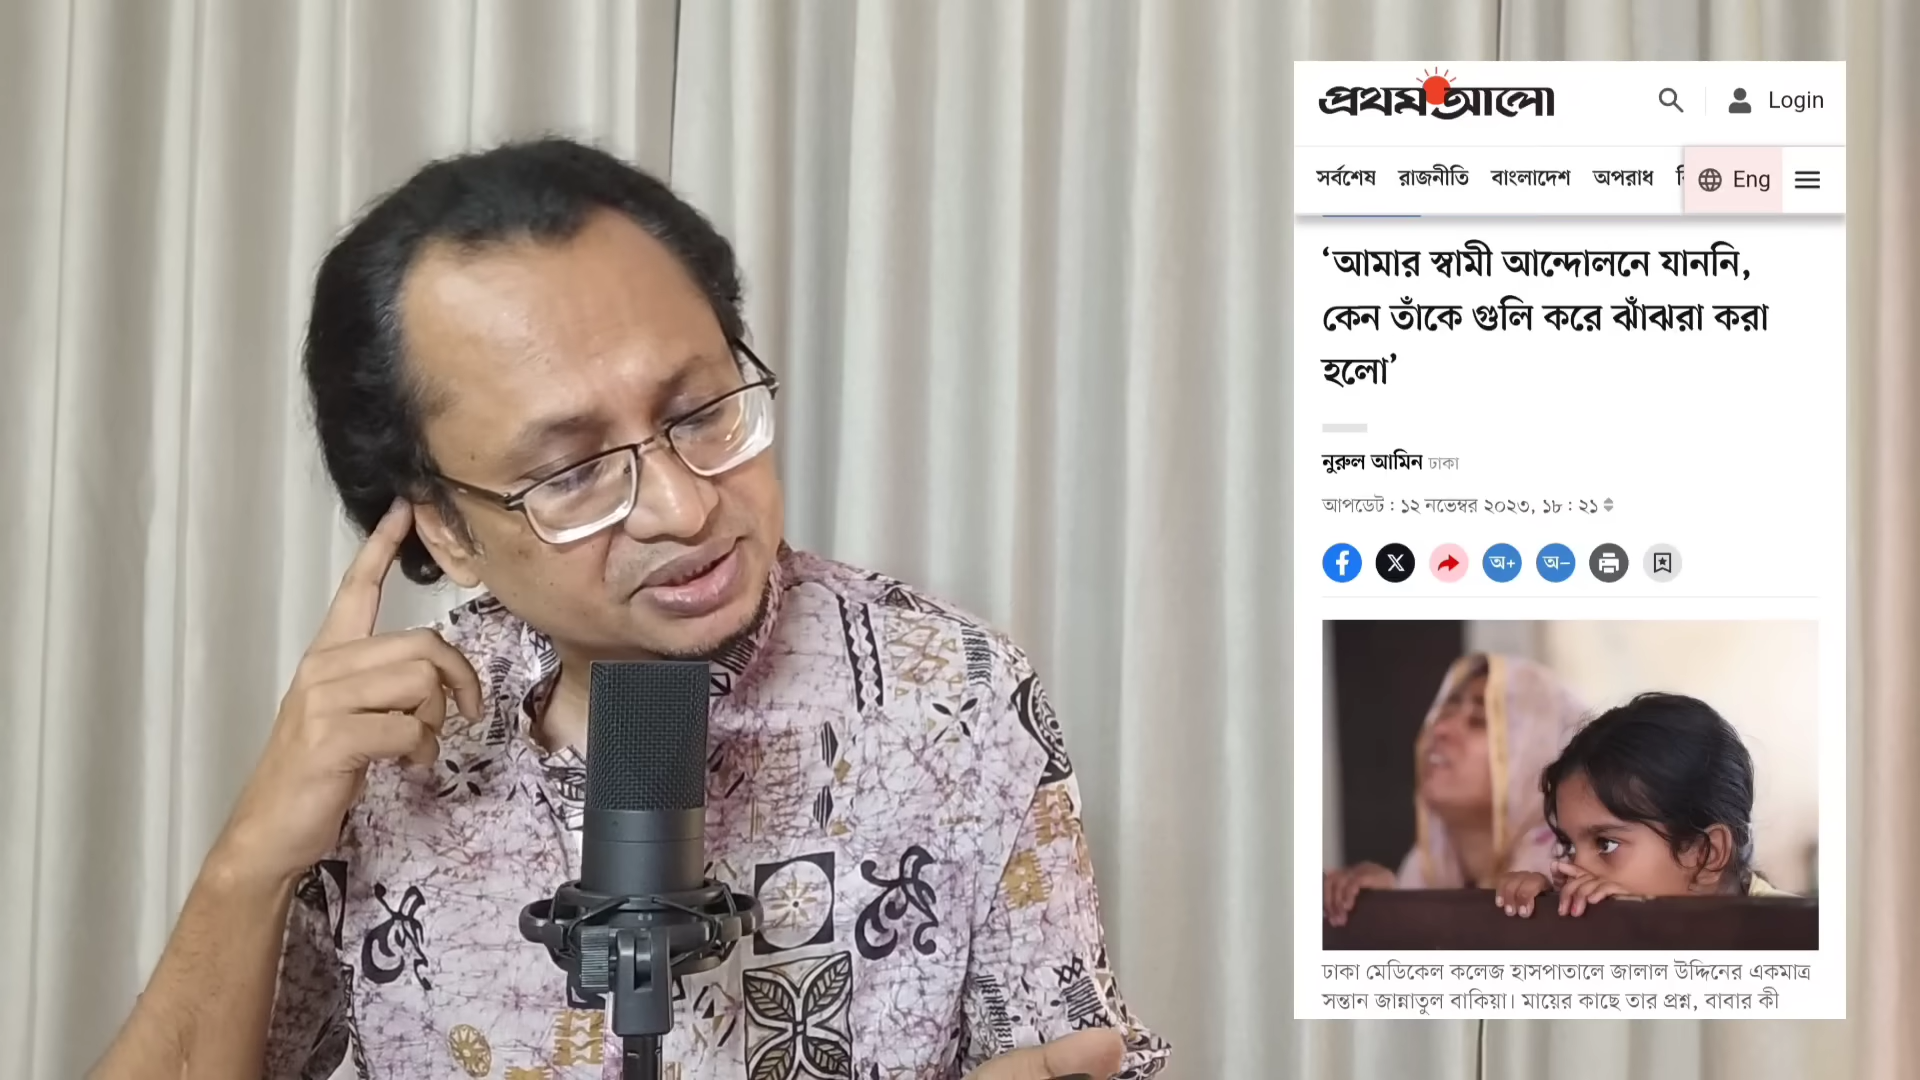 প্রথম আলো
Login
সর্বশেষ রাজনীতি বাংলাদেশ অপরাধ
Eng
‘আমার স্বামী আন্দোলনে যাননি,
কেন তাঁকে গুলি করে ঝাঁঝরা করা
হলো’
নুরুল আমিন ঢাকা
আপডেট : ১২ নভেম্বর ২০২৩, ১৮ : ২১
অ+ অ−
ঢাকা মেডিকেল কলেজ হাসপাতালে জালাল উদ্দিনের একমাত্র
সন্তান জান্নাতুল বাকিয়া। মায়ের কাছে তার প্রশ্ন, বাবার কী